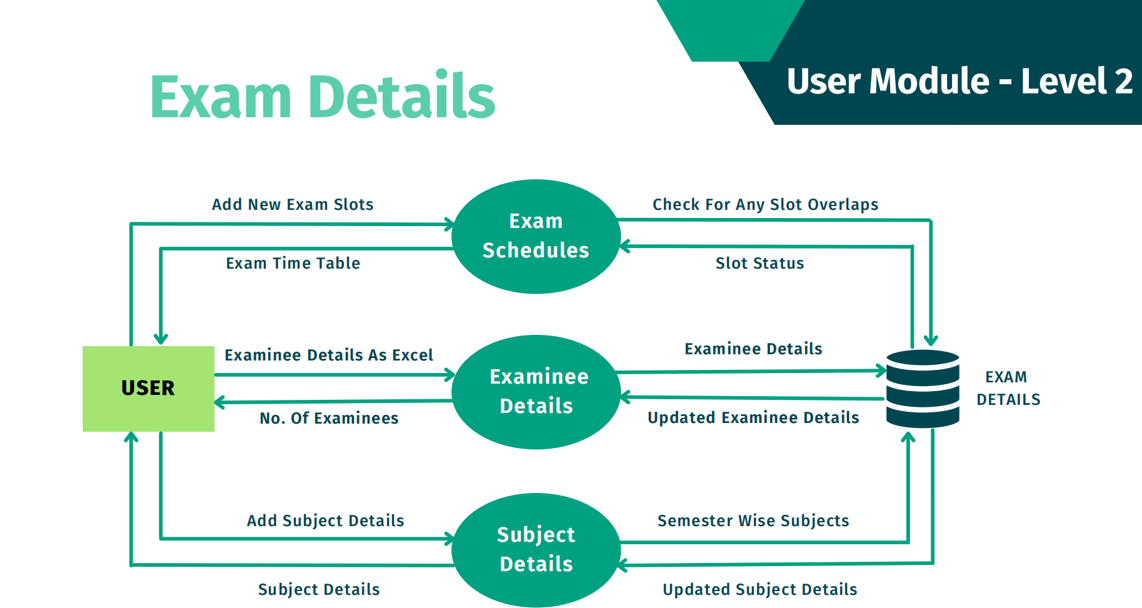 User Module - Level 2
Exam Details
Add New Exam Slots
Exam
Schedules
Check For Any Slot Overlaps
Exam Time Table
Slot Status
Examinee Details As Excel
Examinee
Details
Examinee Details
USER
EXAM
DETAILS
No. Of Examinees
Updated Examinee Details
Add Subject Details
Subject
Details
Semester Wise Subjects
Subject Details
Updated Subject Details